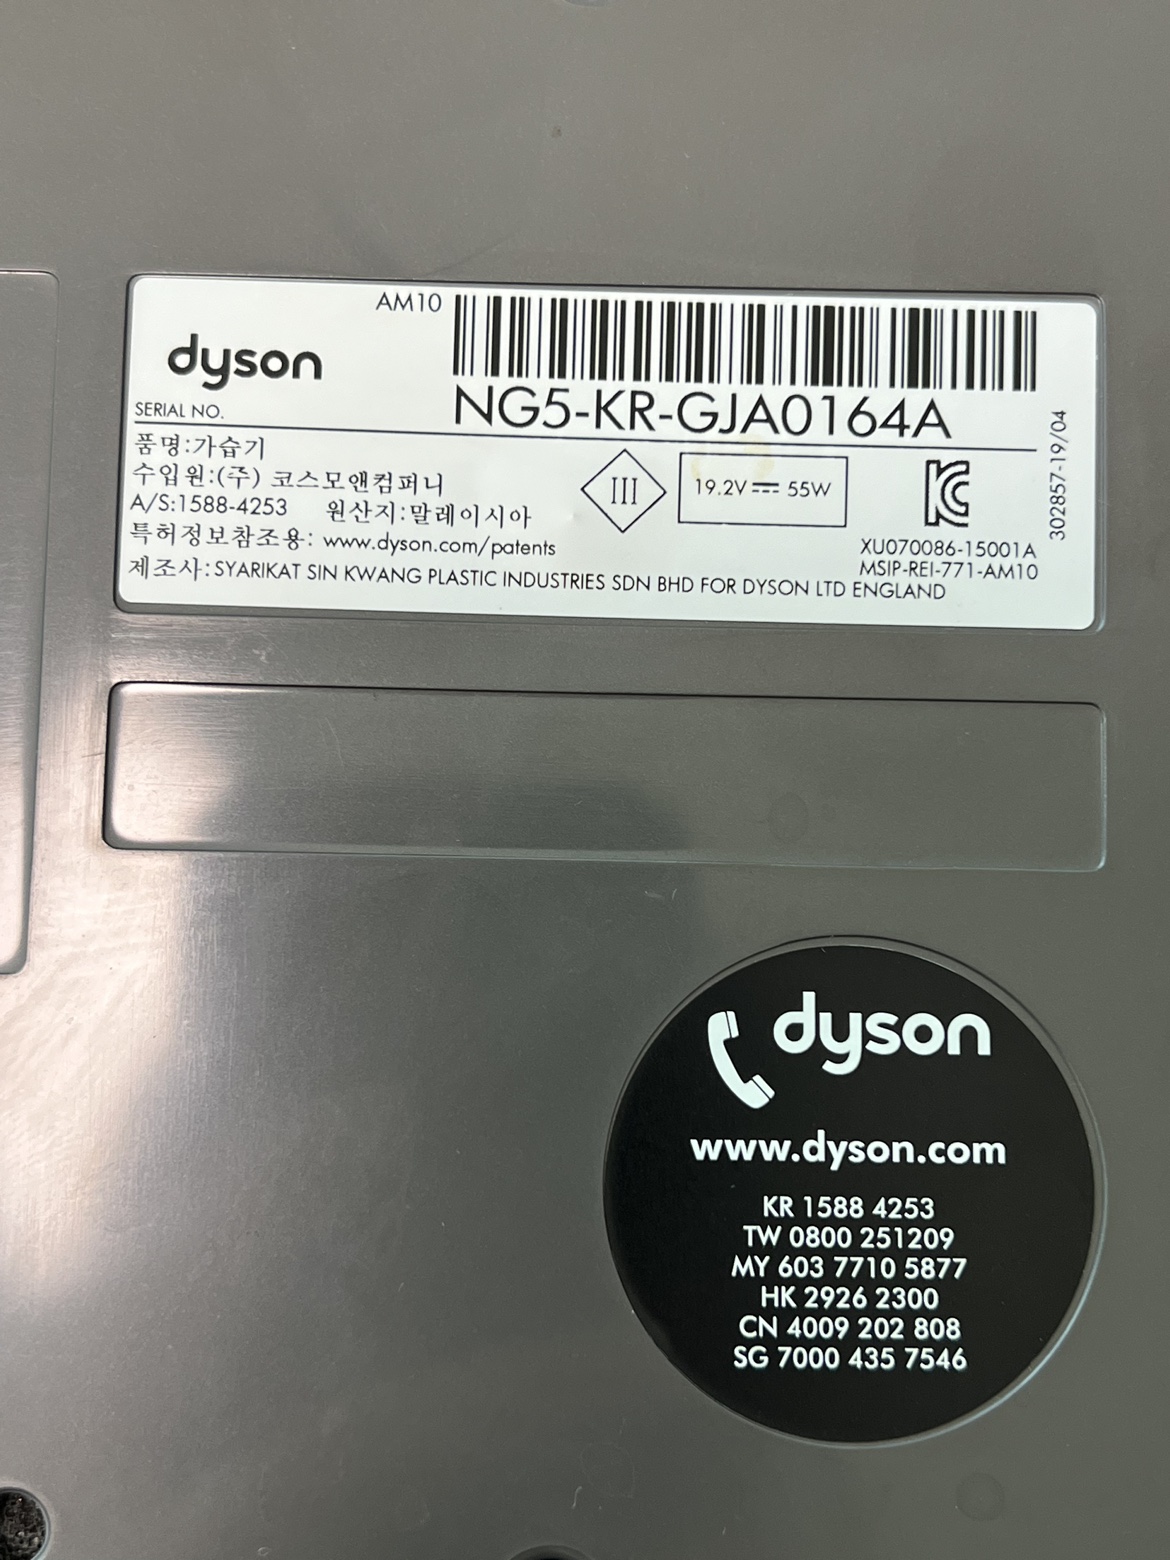 AM10
dyson
SERIAL NO. NG5-KR-GJA0164A
품명:가습기
수입원:(주) 코스모앤컴퍼니
A/S:1588-4253 원산지:말레이시아
특허정보참조용: www.dyson.com/patents
제조사:SYARIKAT SIN KWANG PLASTIC INDUSTRIES SDN BHD FOR DYSON LTD ENGLAND
III
19.2V 55W
XU070086-15001A
MSIP-REI-771-AM10
302857-19/04
dyson
www.dyson.com
KR 1588 4253
TW 0800 251209
MY 603 7710 5877
HK 2926 2300
CN 4009 202 808
SG 7000 435 7546